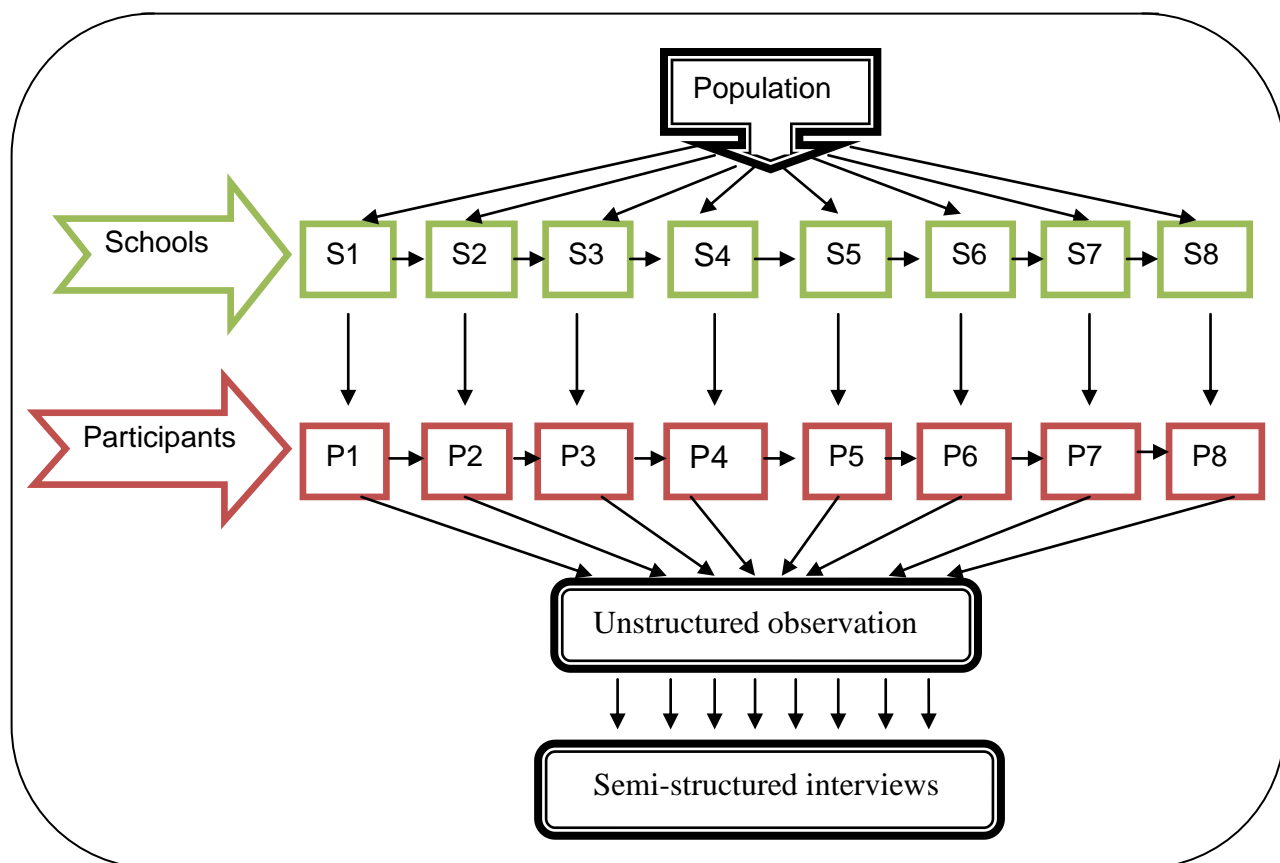 Population
Schools
S1 S2 S3 S4 S5 S6 S7 S8
Participants
P1 P2 P3 P4 P5 P6 P7 P8
Unstructured observation
Semi-structured interviews